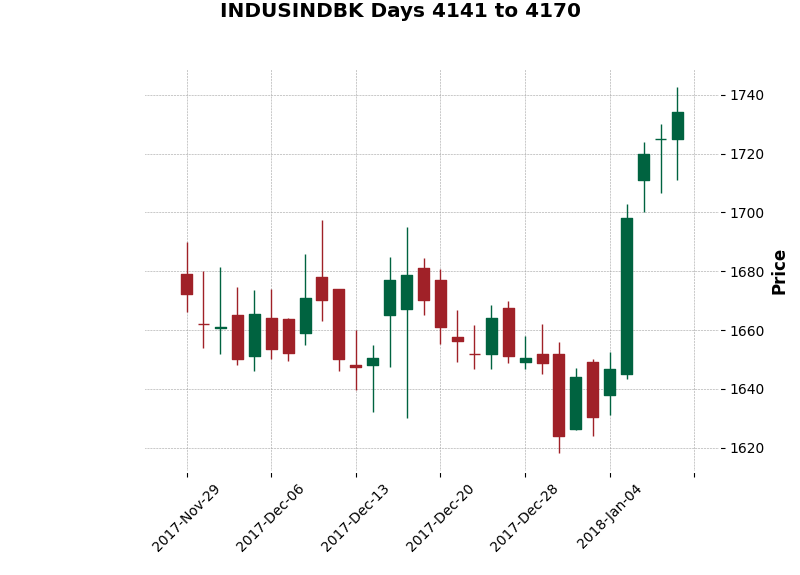 INDUSINDBK Days 4141 to 4170
1740
1720
1700
1680
1660
1640
1620
Price
2017-Nov-29
2017-Dec-06
2017-Dec-13
2017-Dec-20
2017-Dec-28
2018-Jan-04